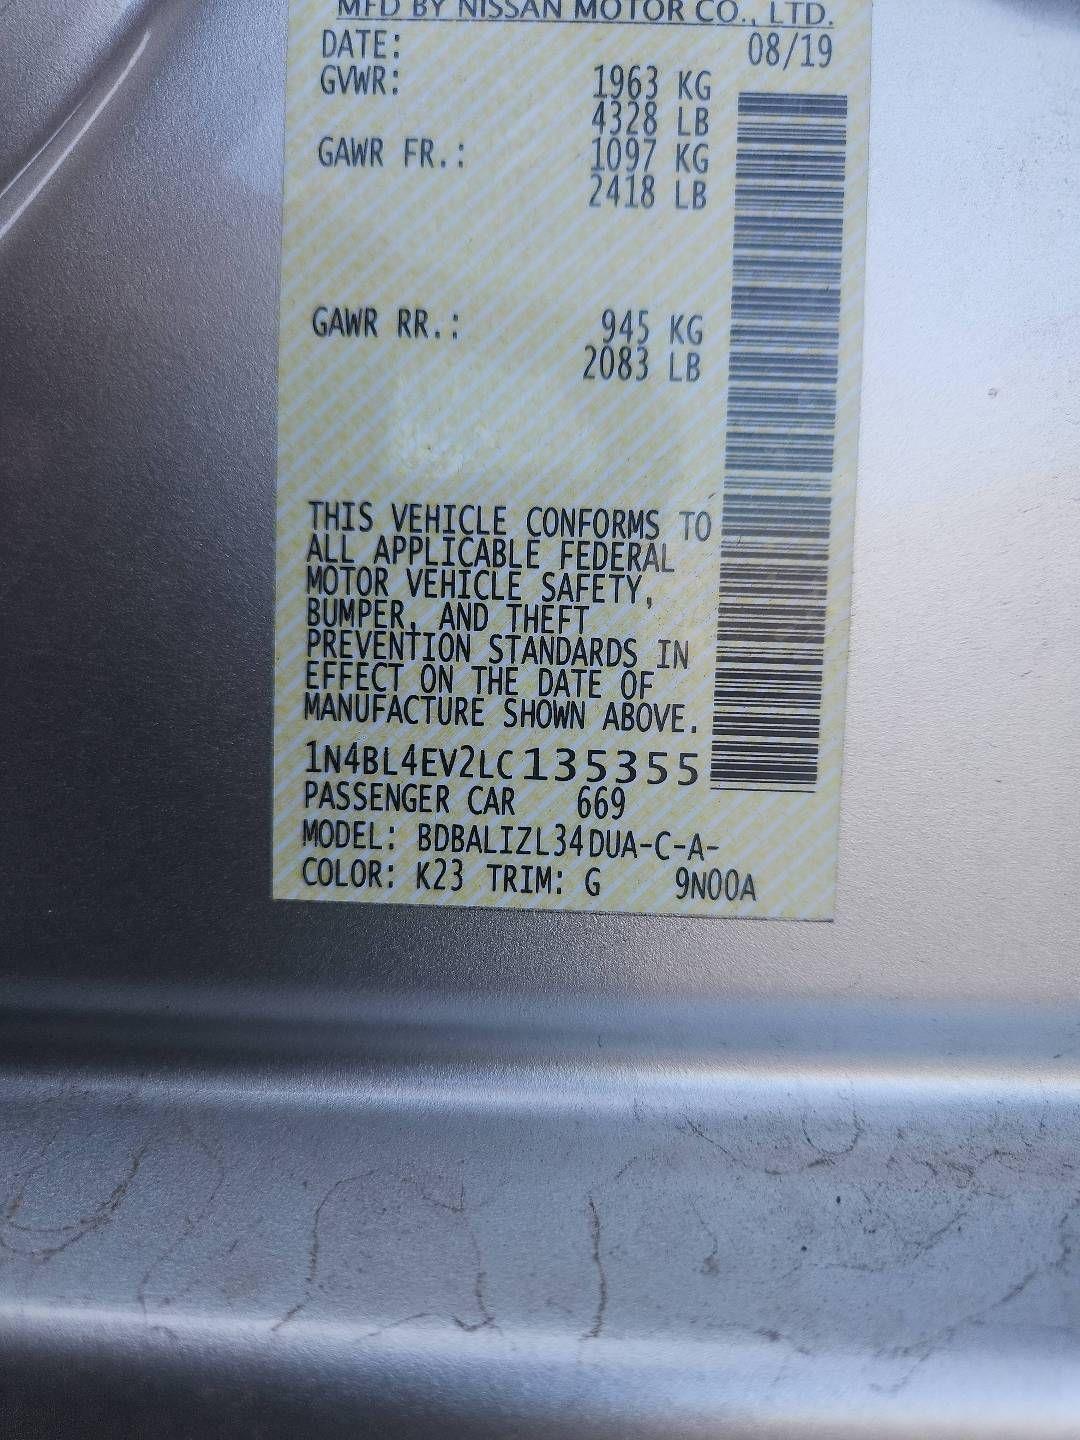 MFD BY NISSAN MOTOR CO., LTD.
DATE: 08/19
GVWR: 1963 KG
4328 LB
GAWR FR.: 1097 KG
2418 LB
GAWR RR.: 945 KG
2083 LB
THIS VEHICLE CONFORMS TO
ALL APPLICABLE FEDERAL
MOTOR VEHICLE SAFETY,
BUMPER, AND THEFT
PREVENTION STANDARDS IN
EFFECT ON THE DATE OF
MANUFACTURE SHOWN ABOVE.
1N4BL4EV2LC135355
PASSENGER CAR 669
MODEL: BDBALIZL34DUA-C-A-
COLOR: K23 TRIM: G 9N00A